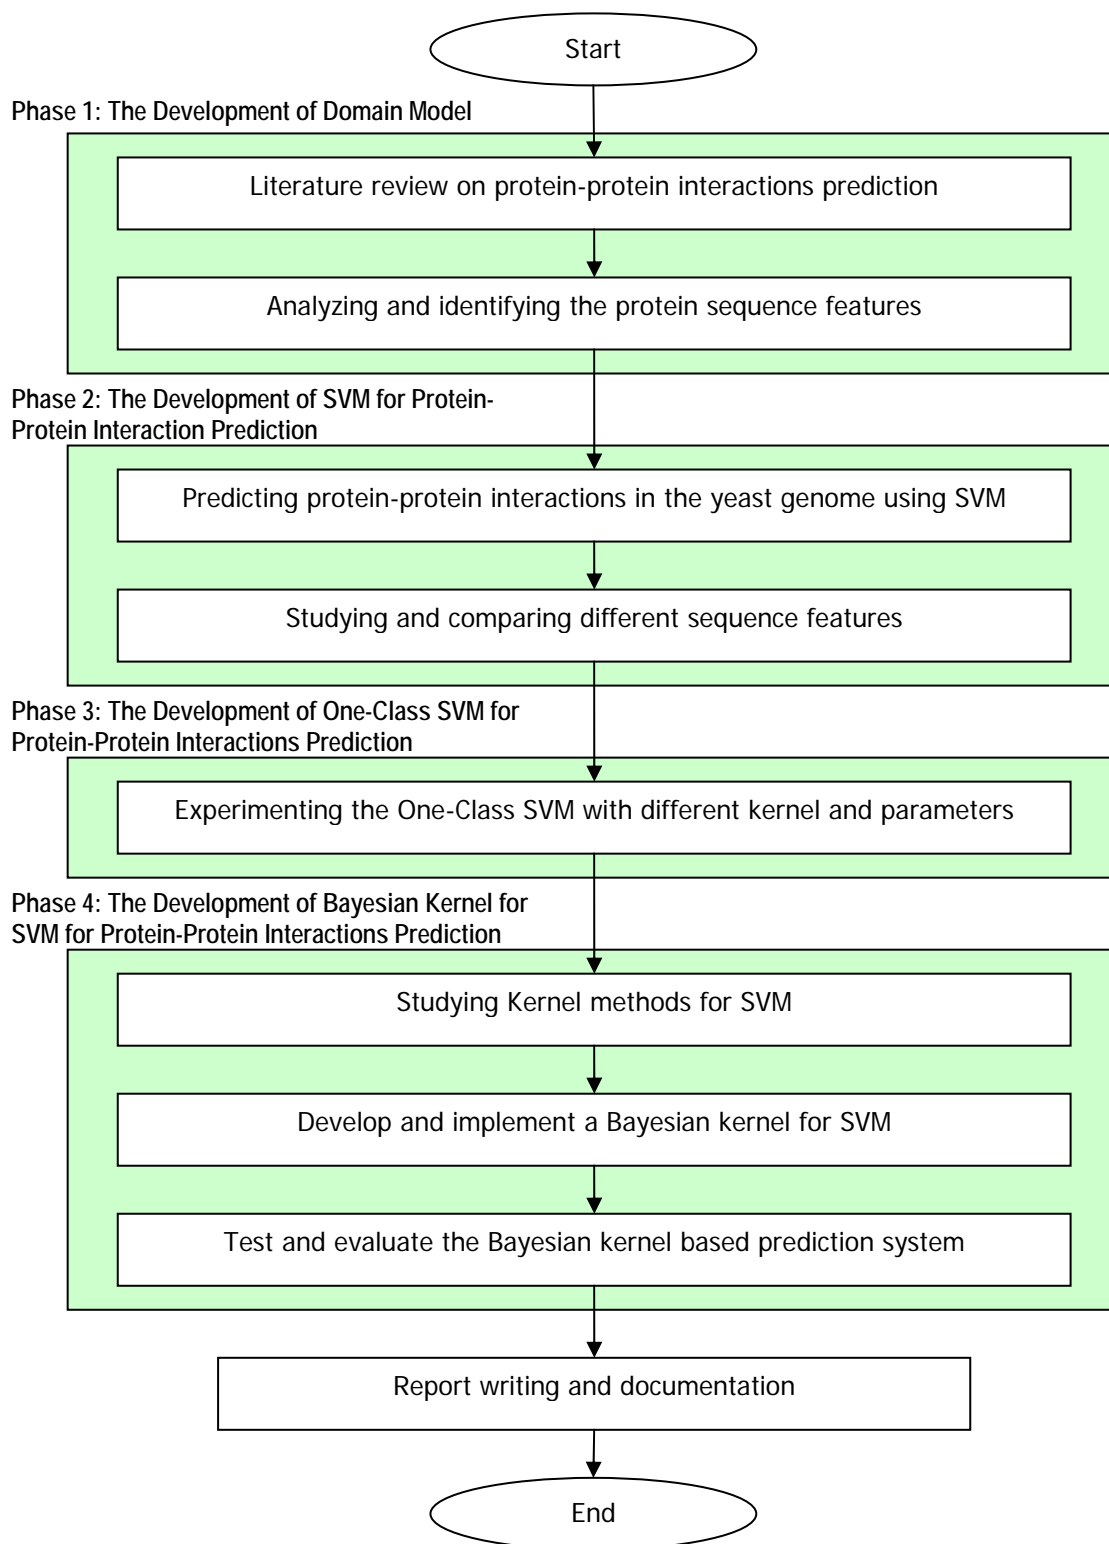 Start
Phase 1: The Development of Domain Model
Literature review on protein-protein interactions prediction
Analyzing and identifying the protein sequence features
Phase 2: The Development of SVM for Protein-
Protein Interaction Prediction
Predicting protein-protein interactions in the yeast genome using SVM
Studying and comparing different sequence features
Phase 3: The Development of One-Class SVM for
Protein-Protein Interactions Prediction
Experimenting the One-Class SVM with different kernel and parameters
Phase 4: The Development of Bayesian Kernel for
SVM for Protein-Protein Interactions Prediction
Studying Kernel methods for SVM
Develop and implement a Bayesian kernel for SVM
Test and evaluate the Bayesian kernel based prediction system
Report writing and documentation
End